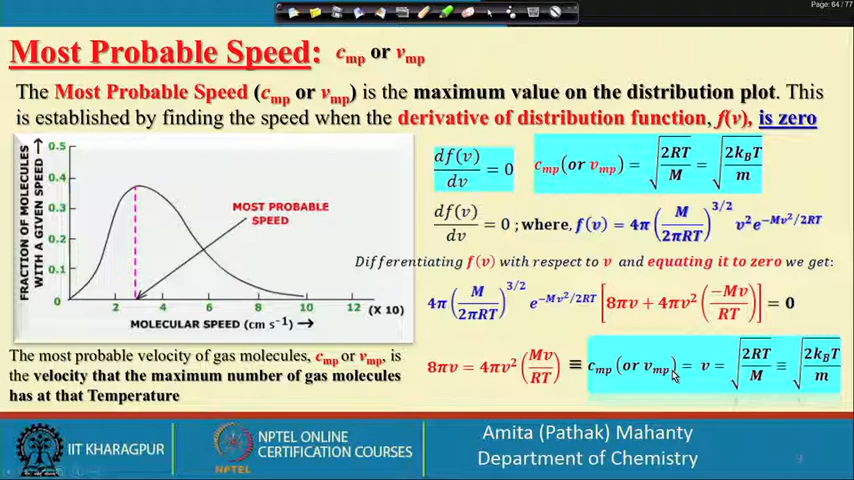 Page: 64 / 77
Most Probable Speed: cmp or vmp
The Most Probable Speed (cmp or vmp) is the maximum value on the distribution plot. This
is established by finding the speed when the derivative of distribution function, f(v), is zero
FRACTION OF MOLECULES
WITH A GIVEN SPEED →
0.5
0.4
0.3
0.2
0.1
0
MOST PROBABLE
SPEED
2 4 6 8 10 12 (X 10)
MOLECULAR SPEED (cm s⁻¹) →
df(v)/dv = 0
cmp(or vmp) = √(2RT/M) = √(2kBT/m)
df(v)/dv = 0 ; where, f(v) = 4π (M/2πRT)^3/2 v² e^−Mv²/2RT
Differentiating f(v) with respect to v and equating it to zero we get:
4π (M/2πRT)^3/2 e^−Mv²/2RT [8πv + 4πv² (−Mv/RT)] = 0
8πv = 4πv² (Mv/RT) ≡ cmp (or vmp) = v = √(2RT/M) ≡ √(2kBT/m)
The most probable velocity of gas molecules, cmp or vmp, is
the velocity that the maximum number of gas molecules
has at that Temperature
IIT KHARAGPUR
NPTEL
NPTEL ONLINE
CERTIFICATION COURSES
Amita (Pathak) Mahanty
Department of Chemistry